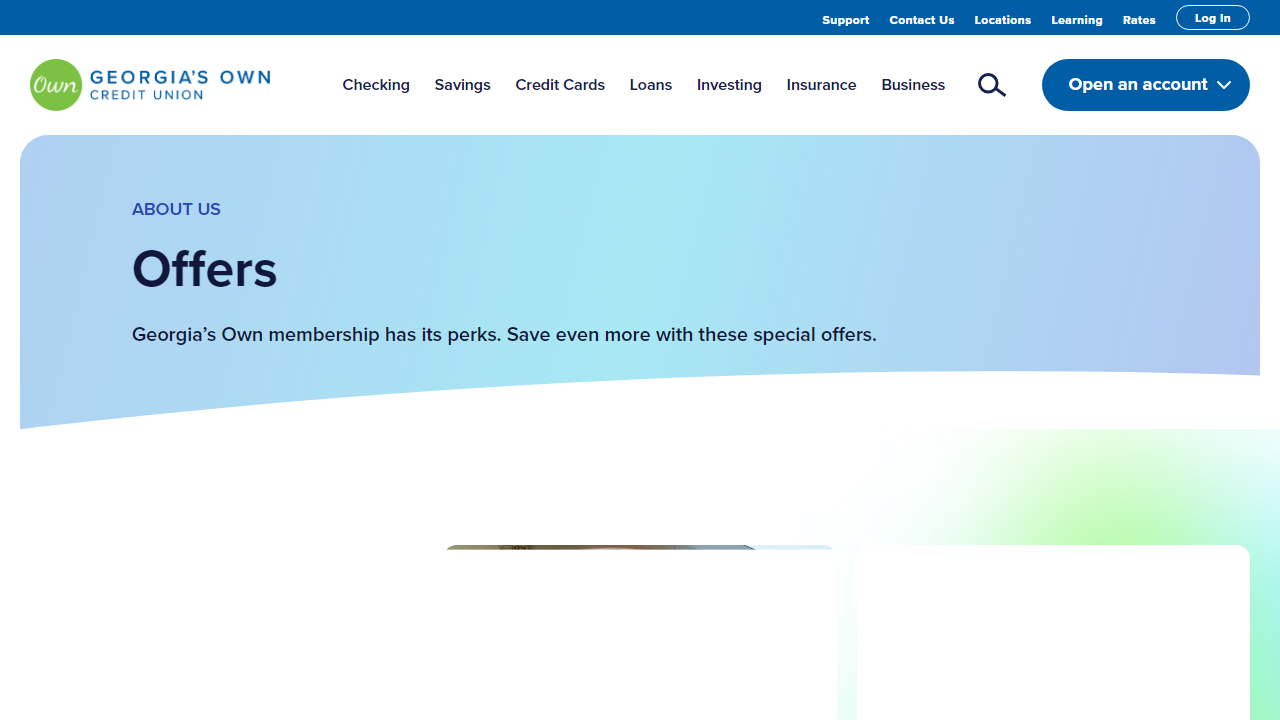 Support Contact Us Locations Learning Rates Log In
Own GEORGIA'S OWN
CREDIT UNION
Checking Savings Credit Cards Loans Investing Insurance Business Open an account
ABOUT US
Offers
Georgia’s Own membership has its perks. Save even more with these special offers.